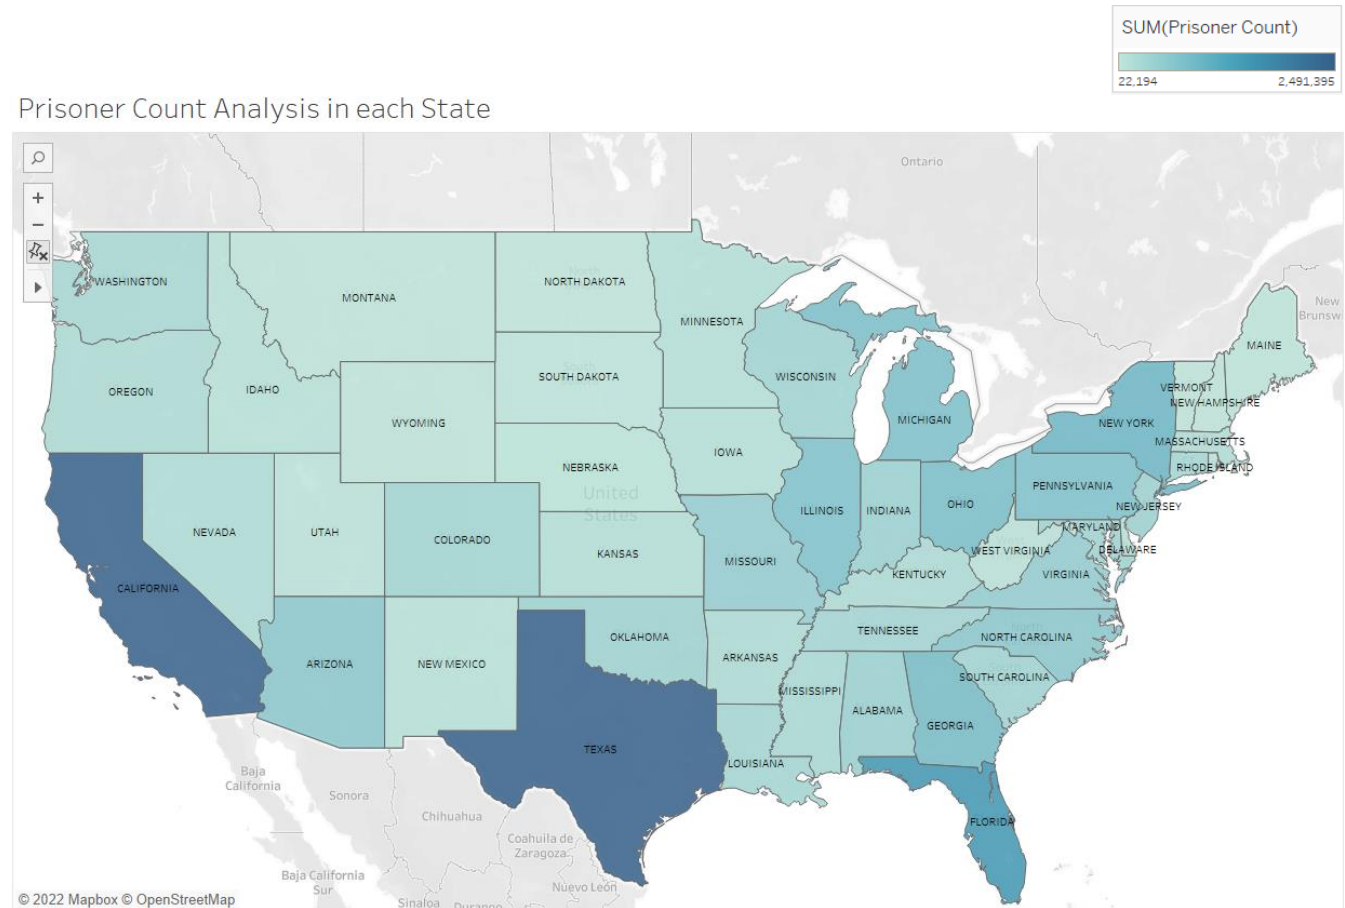 SUM(Prisoner Count)
22,194 2,491,395
Prisoner Count Analysis in each State
Ontario
New
Brunsw
WASHINGTON
MONTANA
NORTH DAKOTA
MINNESOTA
MAINE
OREGON
IDAHO
SOUTH DAKOTA
WISCONSIN
VERMONT
NEW HAMPSHIRE
WYOMING
MICHIGAN
NEW YORK
MASSACHUSETTS
IOWA
NEBRASKA
RHODE ISLAND
PENNSYLVANIA
United
States
NEVADA
UTAH
COLORADO
ILLINOIS
INDIANA
OHIO
NEW JERSEY
MARYLAND
DELAWARE
KANSAS
MISSOURI
WEST VIRGINIA
KENTUCKY
VIRGINIA
CALIFORNIA
TENNESSEE
NORTH CAROLINA
OKLAHOMA
ARIZONA
NEW MEXICO
ARKANSAS
SOUTH CAROLINA
MISSISSIPPI
ALABAMA
GEORGIA
TEXAS
LOUISIANA
FLORIDA
Baja
California
Sonora
Chihuahua
Coahuila de
Zaragoza
Baja California
Sur
Nuevo León
Sinaloa
Durango
© 2022 Mapbox © OpenStreetMap